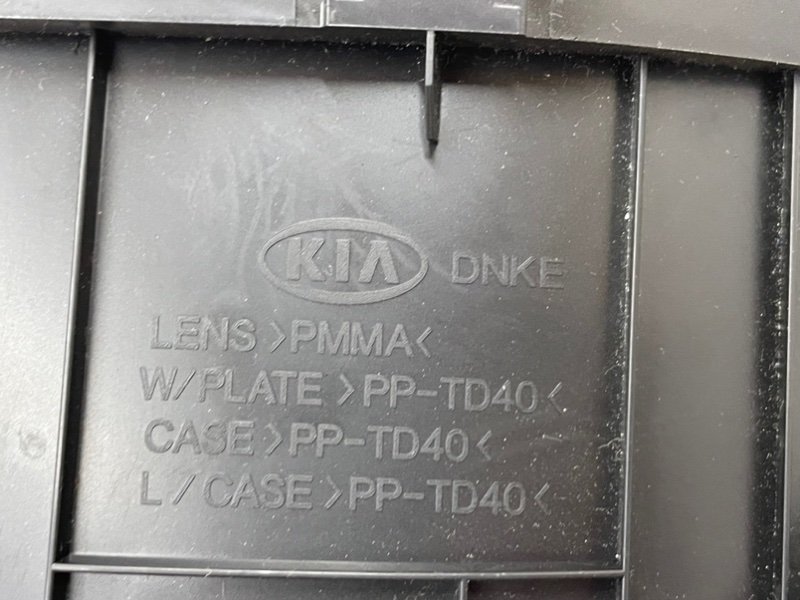 KIA DNKE
LENS >PMMA<
W/PLATE >PP-TD40<
CASE >PP-TD40<
L/CASE >PP-TD40<